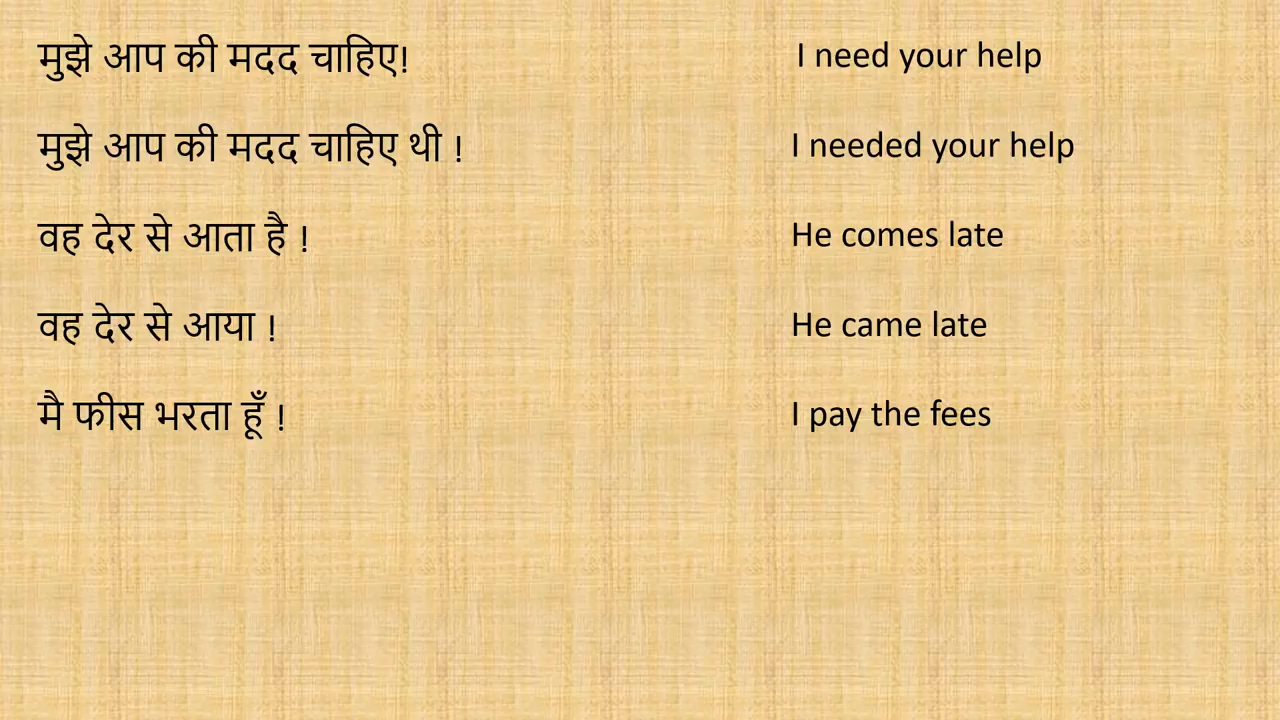 मुझे आप की मदद चाहिए! I need your help
मुझे आप की मदद चाहिए थी ! I needed your help
वह देर से आता है ! He comes late
वह देर से आया ! He came late
मै फीस भरता हूँ ! I pay the fees